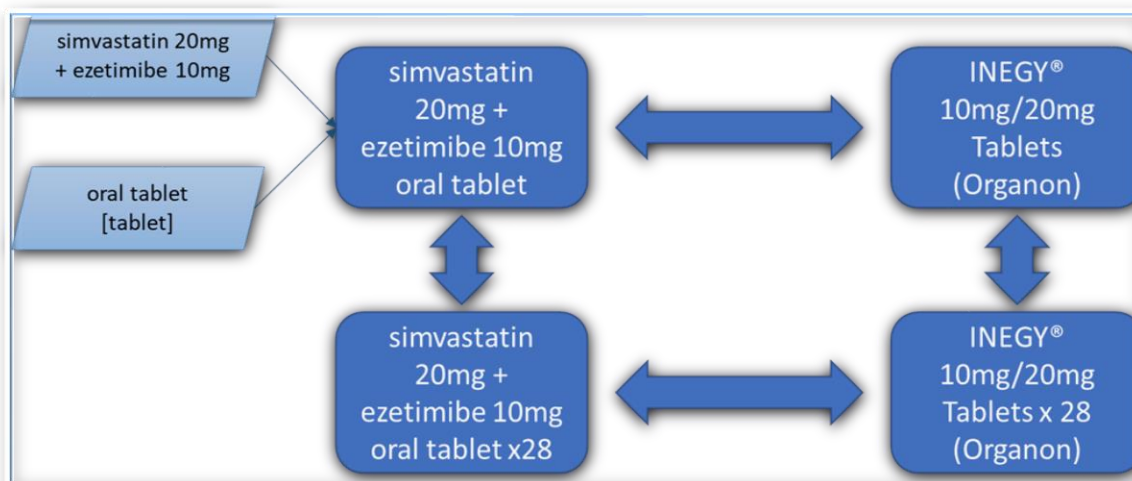 simvastatin 20mg
+ ezetimibe 10mg
oral tablet
[tablet]
simvastatin
20mg +
ezetimibe 10mg
oral tablet
INEGY®
10mg/20mg
Tablets
(Organon)
simvastatin
20mg +
ezetimibe 10mg
oral tablet x28
INEGY®
10mg/20mg
Tablets x 28
(Organon)